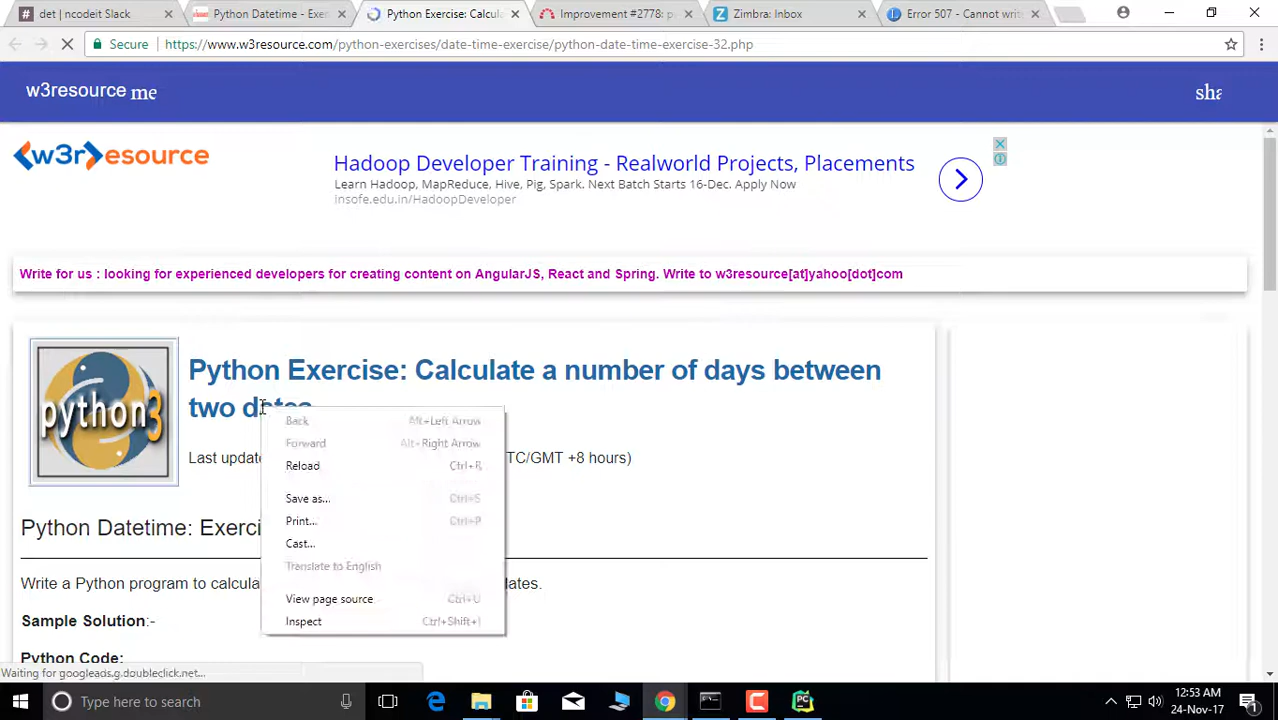 det | ncodeit Slack
Python Datetime - Exer
Python Exercise: Calcula
Improvement #2778: p
Zimbra: Inbox
Error 507 - Cannot writ
Secure
https://www.w3resource.com/python-exercises/date-time-exercise/python-date-time-exercise-32.php
w3resource me
sha
w3resource
Hadoop Developer Training - Realworld Projects, Placements
Learn Hadoop, MapReduce, Hive, Pig, Spark. Next Batch Starts 16-Dec. Apply Now
insofe.edu.in/HadoopDeveloper
Write for us : looking for experienced developers for creating content on AngularJS, React and Spring. Write to w3resource[at]yahoo[dot]com
python3
Python Exercise: Calculate a number of days between
two dates
Last update
TC/GMT +8 hours)
Python Datetime: Exerci
Write a Python program to calcula
ates.
Sample Solution:-
Python Code:
Back Alt+Left Arrow
Forward Alt+Right Arrow
Reload Ctrl+R
Save as... Ctrl+S
Print... Ctrl+P
Cast...
Translate to English
View page source Ctrl+U
Inspect Ctrl+Shift+I
Waiting for googleads.g.doubleclick.net...
Type here to search
12:53 AM
24-Nov-17